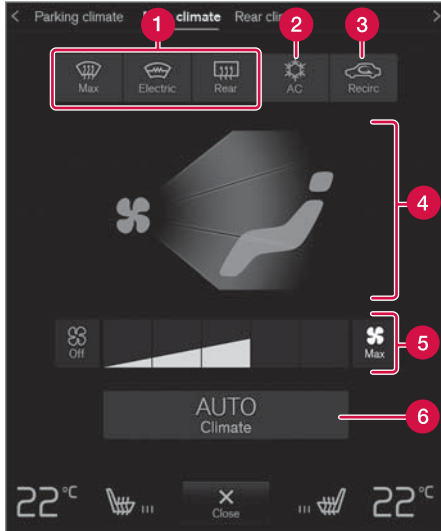 Parking climate climate Rear
1 2 3
Max Electric Rear AC Recirc
4
Off Max
5
AUTO
Climate
6
22°C Close 22°C